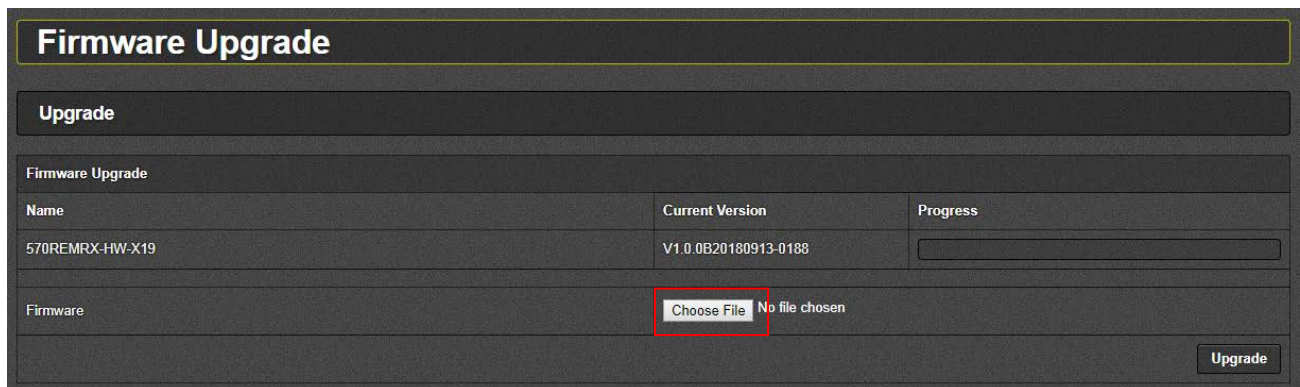 Firmware Upgrade
Upgrade
Firmware Upgrade
Name Current Version Progress
570REMRX-HW-X19 V1.0.0B20180913-0188
Firmware Choose File No file chosen
Upgrade